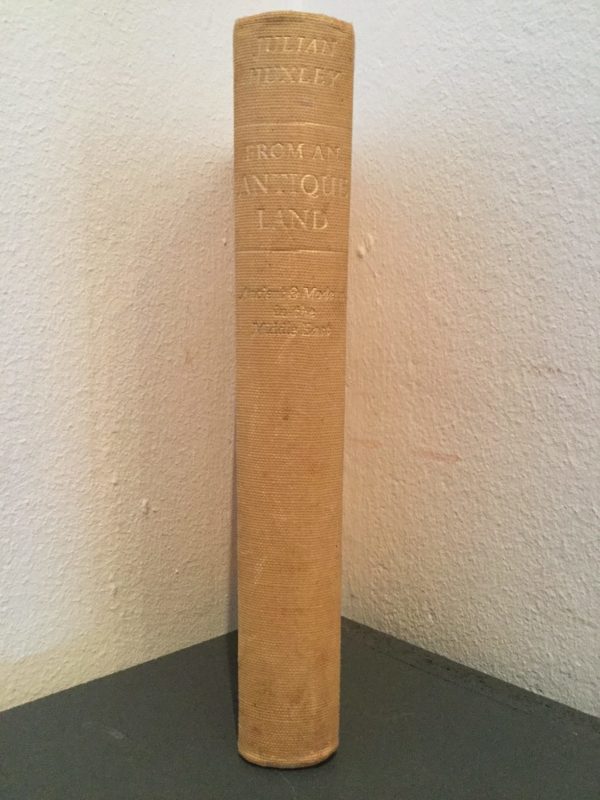 JULIAN
HUXLEY
FROM AN
ANTIQUE
LAND
Ancient & Modern
in the
Middle East